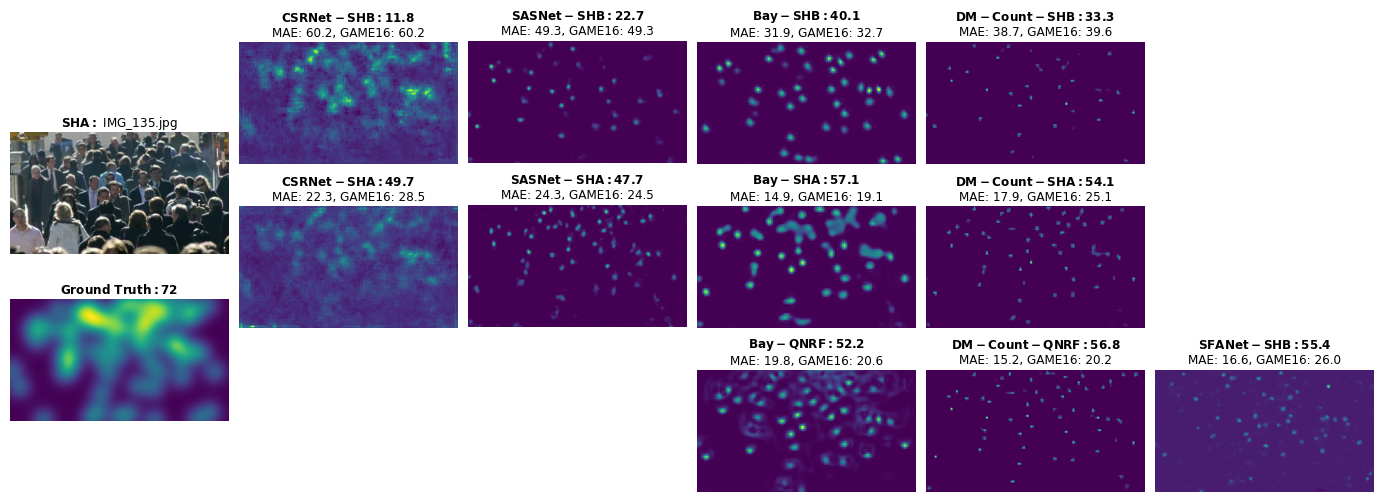 CSRNet − SHB : 11.8
MAE: 60.2, GAME16: 60.2
SASNet − SHB : 22.7
MAE: 49.3, GAME16: 49.3
Bay − SHB : 40.1
MAE: 31.9, GAME16: 32.7
DM − Count − SHB : 33.3
MAE: 38.7, GAME16: 39.6
SHA : IMG_135.jpg
CSRNet − SHA : 49.7
MAE: 22.3, GAME16: 28.5
SASNet − SHA : 47.7
MAE: 24.3, GAME16: 24.5
Bay − SHA : 57.1
MAE: 14.9, GAME16: 19.1
DM − Count − SHA : 54.1
MAE: 17.9, GAME16: 25.1
Ground Truth : 72
Bay − QNRF : 52.2
MAE: 19.8, GAME16: 20.6
DM − Count − QNRF : 56.8
MAE: 15.2, GAME16: 20.2
SFANet − SHB : 55.4
MAE: 16.6, GAME16: 26.0